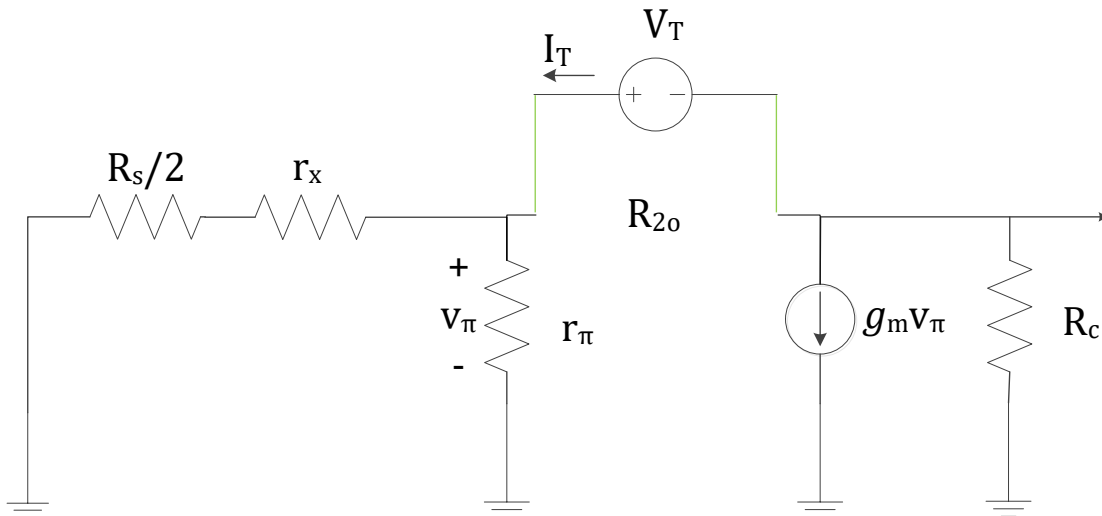 V_T
I_T
+ -
R_s/2
r_x
R_2o
+
v_π
-
r_π
g_m v_π
R_c